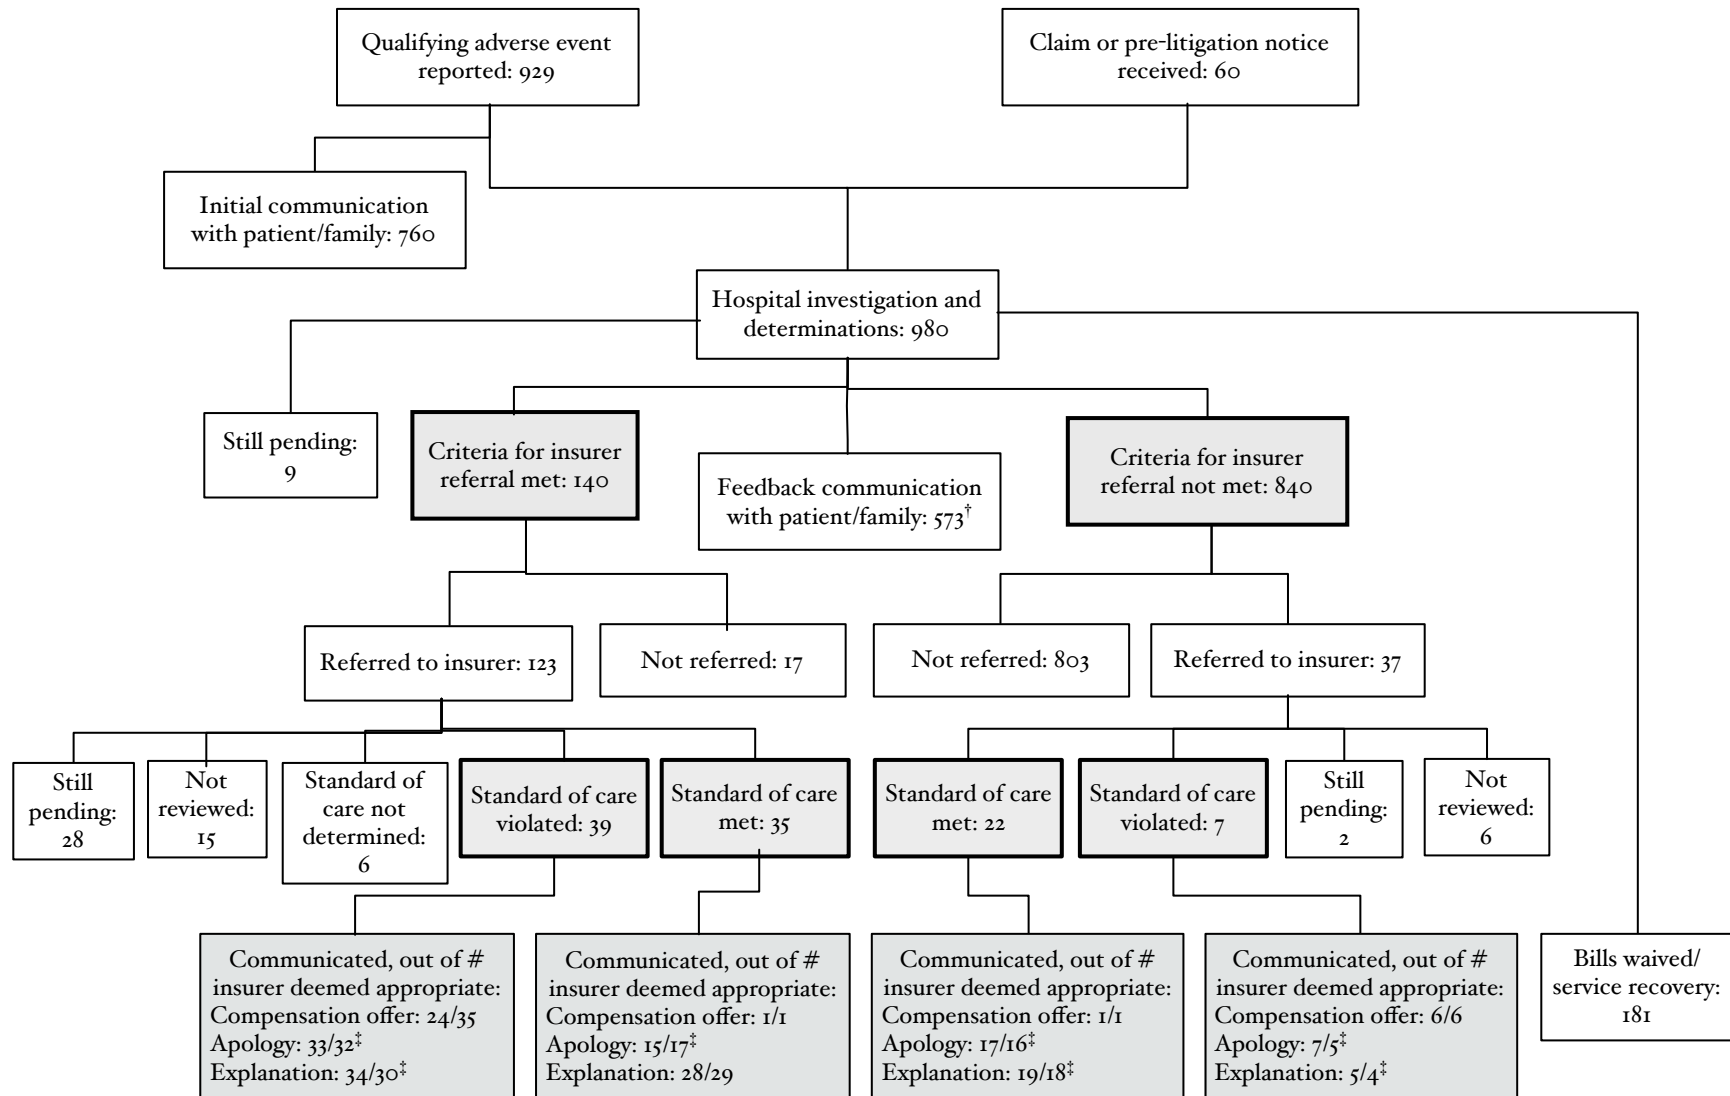 Qualifying adverse event
reported: 929
Claim or pre-litigation notice
received: 60
Initial communication
with patient/family: 760
Hospital investigation and
determinations: 980
Still pending:
9
Criteria for insurer
referral met: 140
Feedback communication
with patient/family: 573†
Criteria for insurer
referral not met: 840
Referred to insurer: 123
Not referred: 17
Not referred: 803
Referred to insurer: 37
Still
pending:
28
Not
reviewed:
15
Standard of
care not
determined:
6
Standard of care
violated: 39
Standard of care
met: 35
Standard of care
met: 22
Standard of care
violated: 7
Still
pending:
2
Not
reviewed:
6
Communicated, out of #
insurer deemed appropriate:
Compensation offer: 24/35
Apology: 33/32‡
Explanation: 34/30‡
Communicated, out of #
insurer deemed appropriate:
Compensation offer: 1/1
Apology: 15/17‡
Explanation: 28/29
Communicated, out of #
insurer deemed appropriate:
Compensation offer: 1/1
Apology: 17/16‡
Explanation: 19/18‡
Communicated, out of #
insurer deemed appropriate:
Compensation offer: 6/6
Apology: 7/5‡
Explanation: 5/4‡
Bills waived/
service recovery:
181